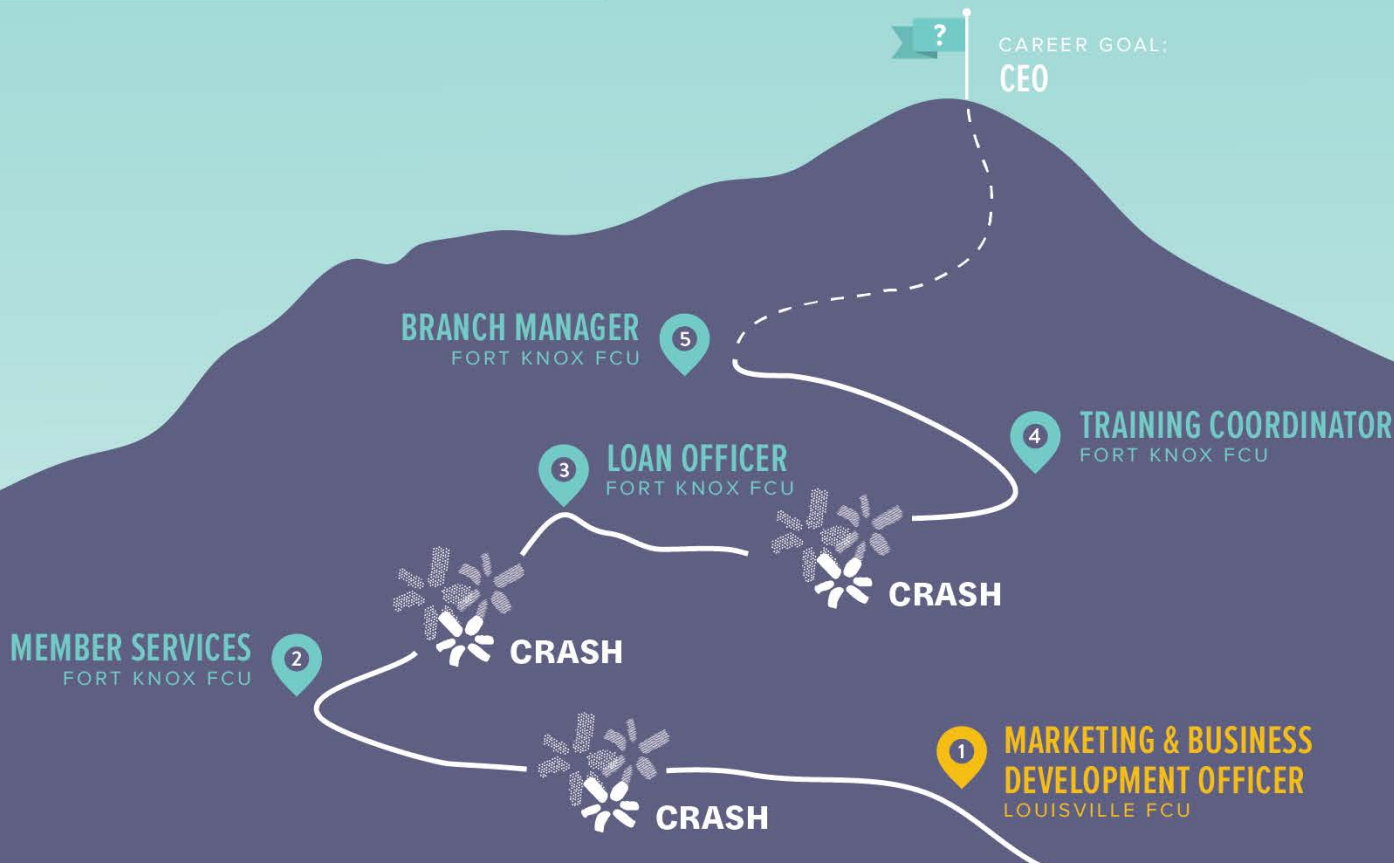 ?
CAREER GOAL:
CEO
BRANCH MANAGER
FORT KNOX FCU
5
4
TRAINING COORDINATOR
FORT KNOX FCU
3
LOAN OFFICER
FORT KNOX FCU
CRASH
CRASH
MEMBER SERVICES
FORT KNOX FCU
2
1
MARKETING & BUSINESS
DEVELOPMENT OFFICER
LOUISVILLE FCU
CRASH